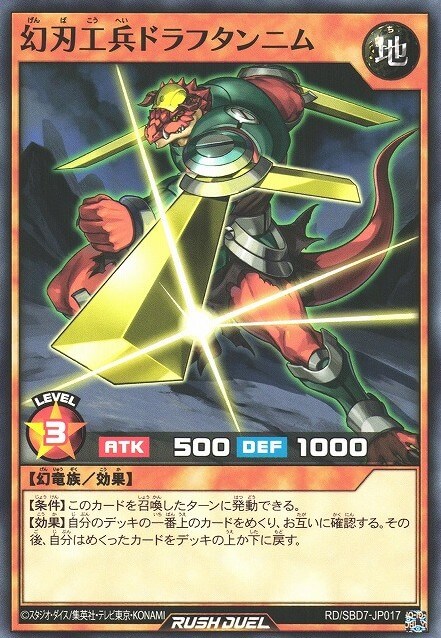 幻刃工兵ドラフタンニム
地
LEVEL
3
ATK 500 DEF 1000
【幻竜族／効果】
【条件】このカードを召喚したターンに発動できる。
【効果】自分のデッキの一番上のカードをめくり、お互いに確認する。その
後、自分はめくったカードをデッキの上か下に戻す。
©スタジオ・ダイス/集英社・テレビ東京・KONAMI RUSH DUEL RD/SBD7-JP017